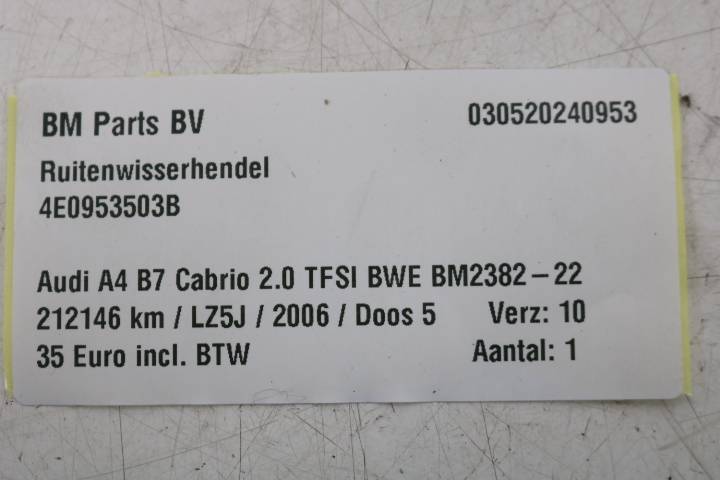 BM Parts BV 030520240953
Ruitenwisserhendel
4E0953503B
Audi A4 B7 Cabrio 2.0 TFSI BWE BM2382-22
212146 km / LZ5J / 2006 / Doos 5 Verz: 10
35 Euro incl. BTW Aantal: 1